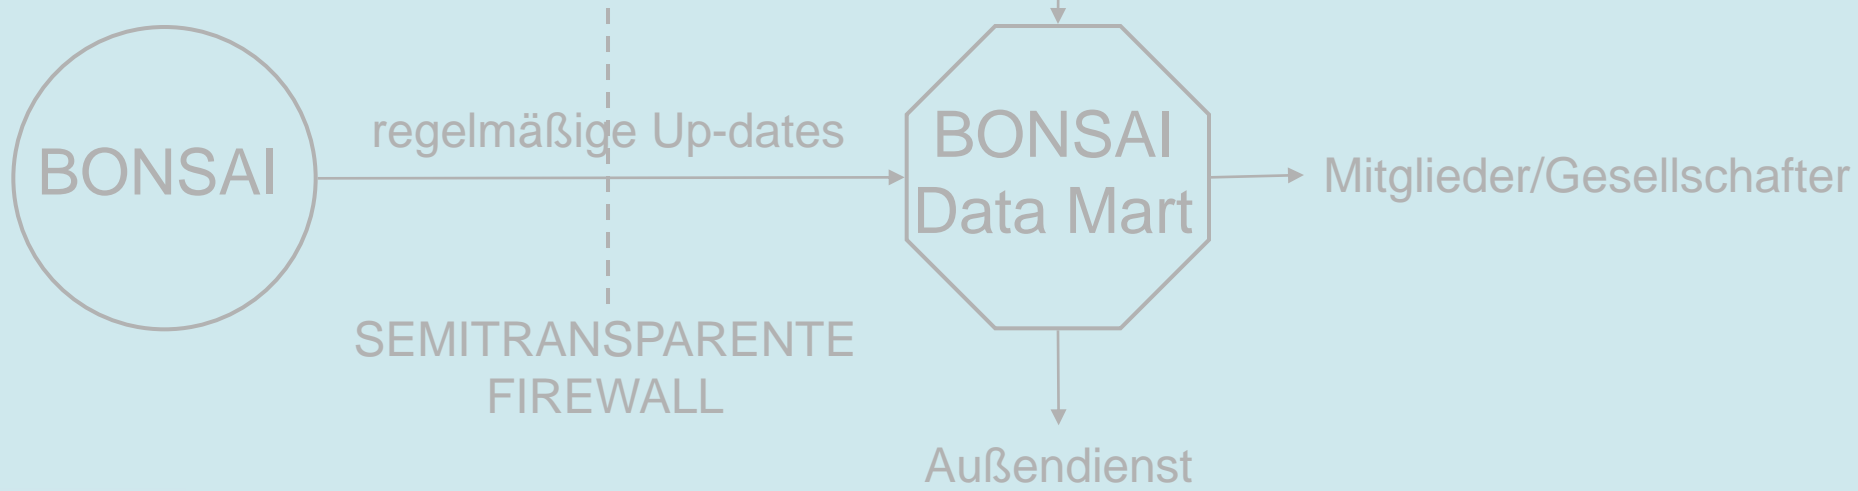 BONSAI
regelmäßige Up-dates
SEMITRANSPARENTE
FIREWALL
BONSAI
Data Mart
Mitglieder/Gesellschafter
Außendienst